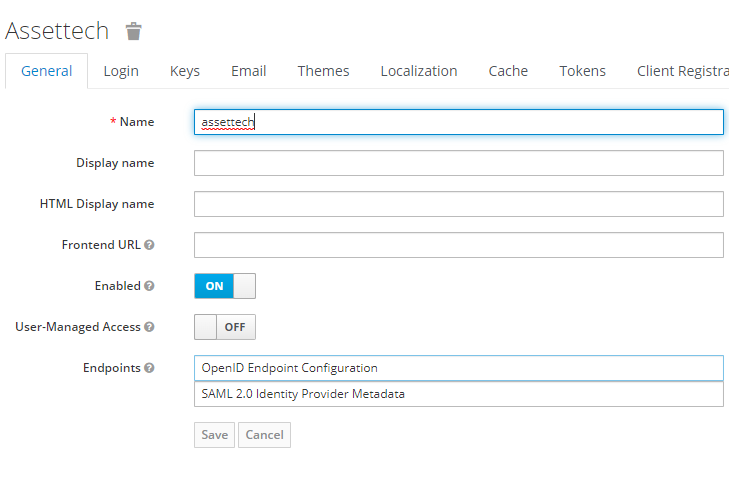 Assettech
General Login Keys Email Themes Localization Cache Tokens Client Registra
* Name assettech
Display name
HTML Display name
Frontend URL
Enabled ON
User-Managed Access OFF
Endpoints OpenID Endpoint Configuration
SAML 2.0 Identity Provider Metadata
Save Cancel